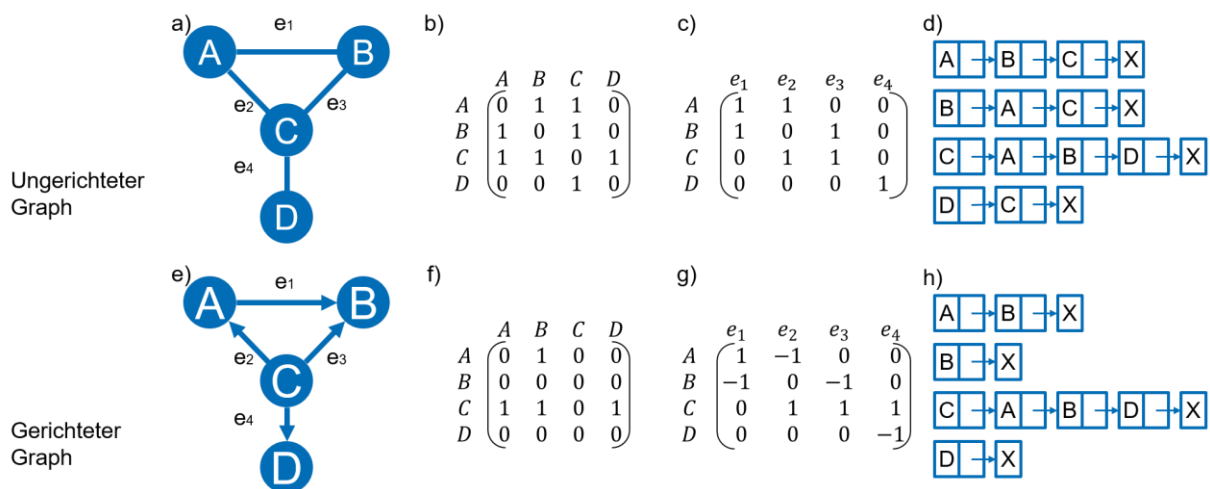 a)
e1
A
B
e2
e3
C
e4
D
Ungerichteter
Graph
b)
A B C D
A 0 1 1 0
B 1 0 1 0
C 1 1 0 1
D 0 0 1 0
c)
e1 e2 e3 e4
A 1 1 0 0
B 1 0 1 0
C 0 1 1 0
D 0 0 0 1
d)
A B C X
B A C X
C A B D X
D C X
e)
e1
A
B
e2
e3
C
e4
D
Gerichteter
Graph
f)
A B C D
A 0 1 0 0
B 0 0 0 0
C 1 1 0 1
D 0 0 0 0
g)
e1 e2 e3 e4
A 1 −1 0 0
B −1 0 −1 0
C 0 1 1 1
D 0 0 0 −1
h)
A B X
B X
C A B D X
D X